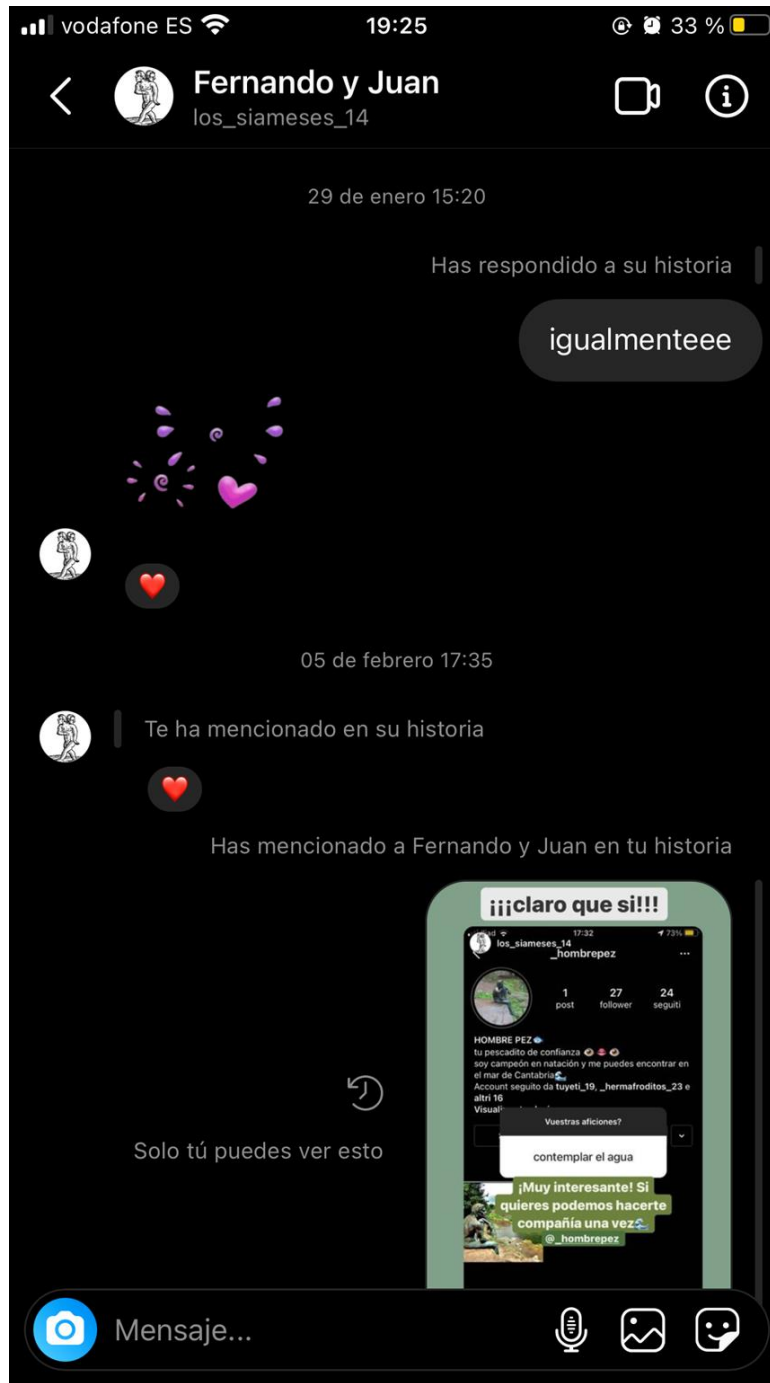 vodafone ES
19:25
33 %
Fernando y Juan
los_siameses_14
29 de enero 15:20
Has respondido a su historia
igualmenteee
05 de febrero 17:35
Te ha mencionado en su historia
Has mencionado a Fernando y Juan en tu historia
¡¡¡claro que si!!!
17:32
73%
los_siameses_14
_hombrepez
1
27
24
post
follower
seguiti
HOMBRE PEZ
tu pescadito de confianza
soy campeón en natación y me puedes encontrar en
el mar de Cantabria
Account seguito da tuyeti_19, _hermafroditos_23 e
altri 16
Vuestras aficiones?
contemplar el agua
¡Muy interesante! Si
quieres podemos hacerte
compañía una vez
@_hombrepez
Solo tú puedes ver esto
Mensaje...